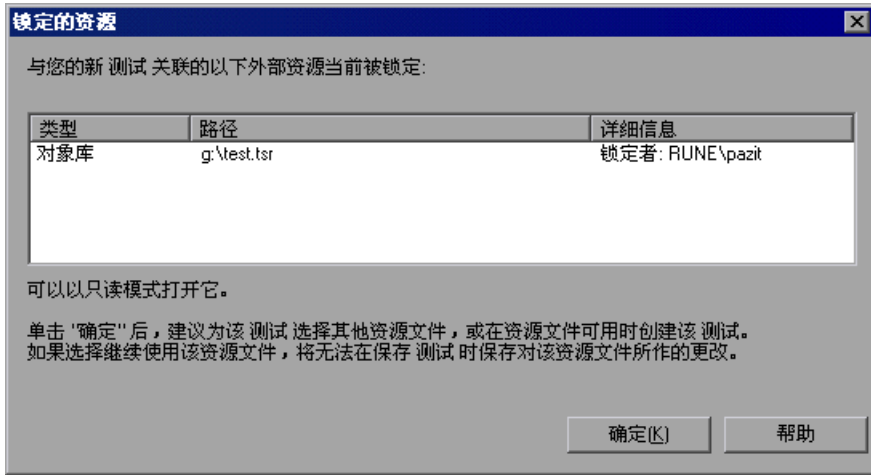 锁定的资源
与您的新 测试 关联的以下外部资源当前被锁定:
类型 路径 详细信息
对象库 g:\test.tsr 锁定者: RUNE\pazit
可以以只读模式打开它。
单击 "确定" 后，建议为该 测试 选择其他资源文件，或在资源文件可用时创建该 测试。
如果选择继续使用该资源文件，将无法在保存 测试 时保存对该资源文件所作的更改。
确定(K) 帮助